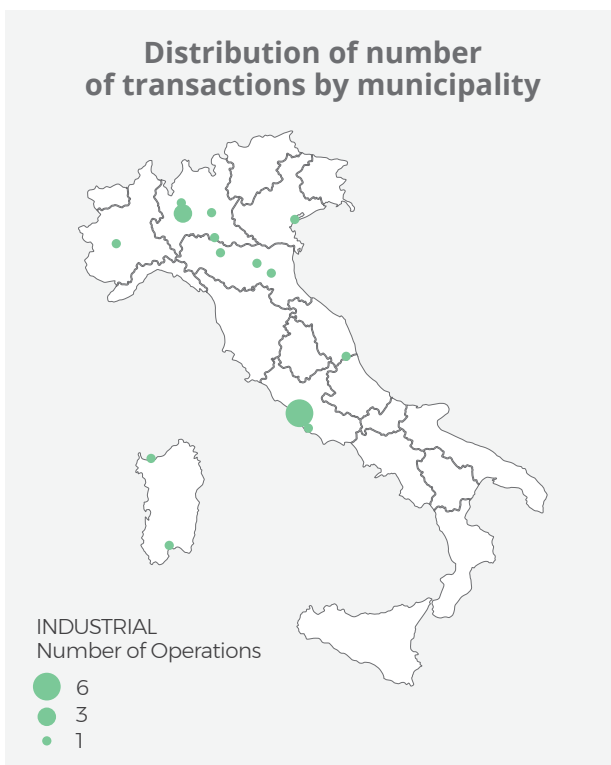 Distribution of number
of transactions by municipality
INDUSTRIAL
Number of Operations
6
3
1